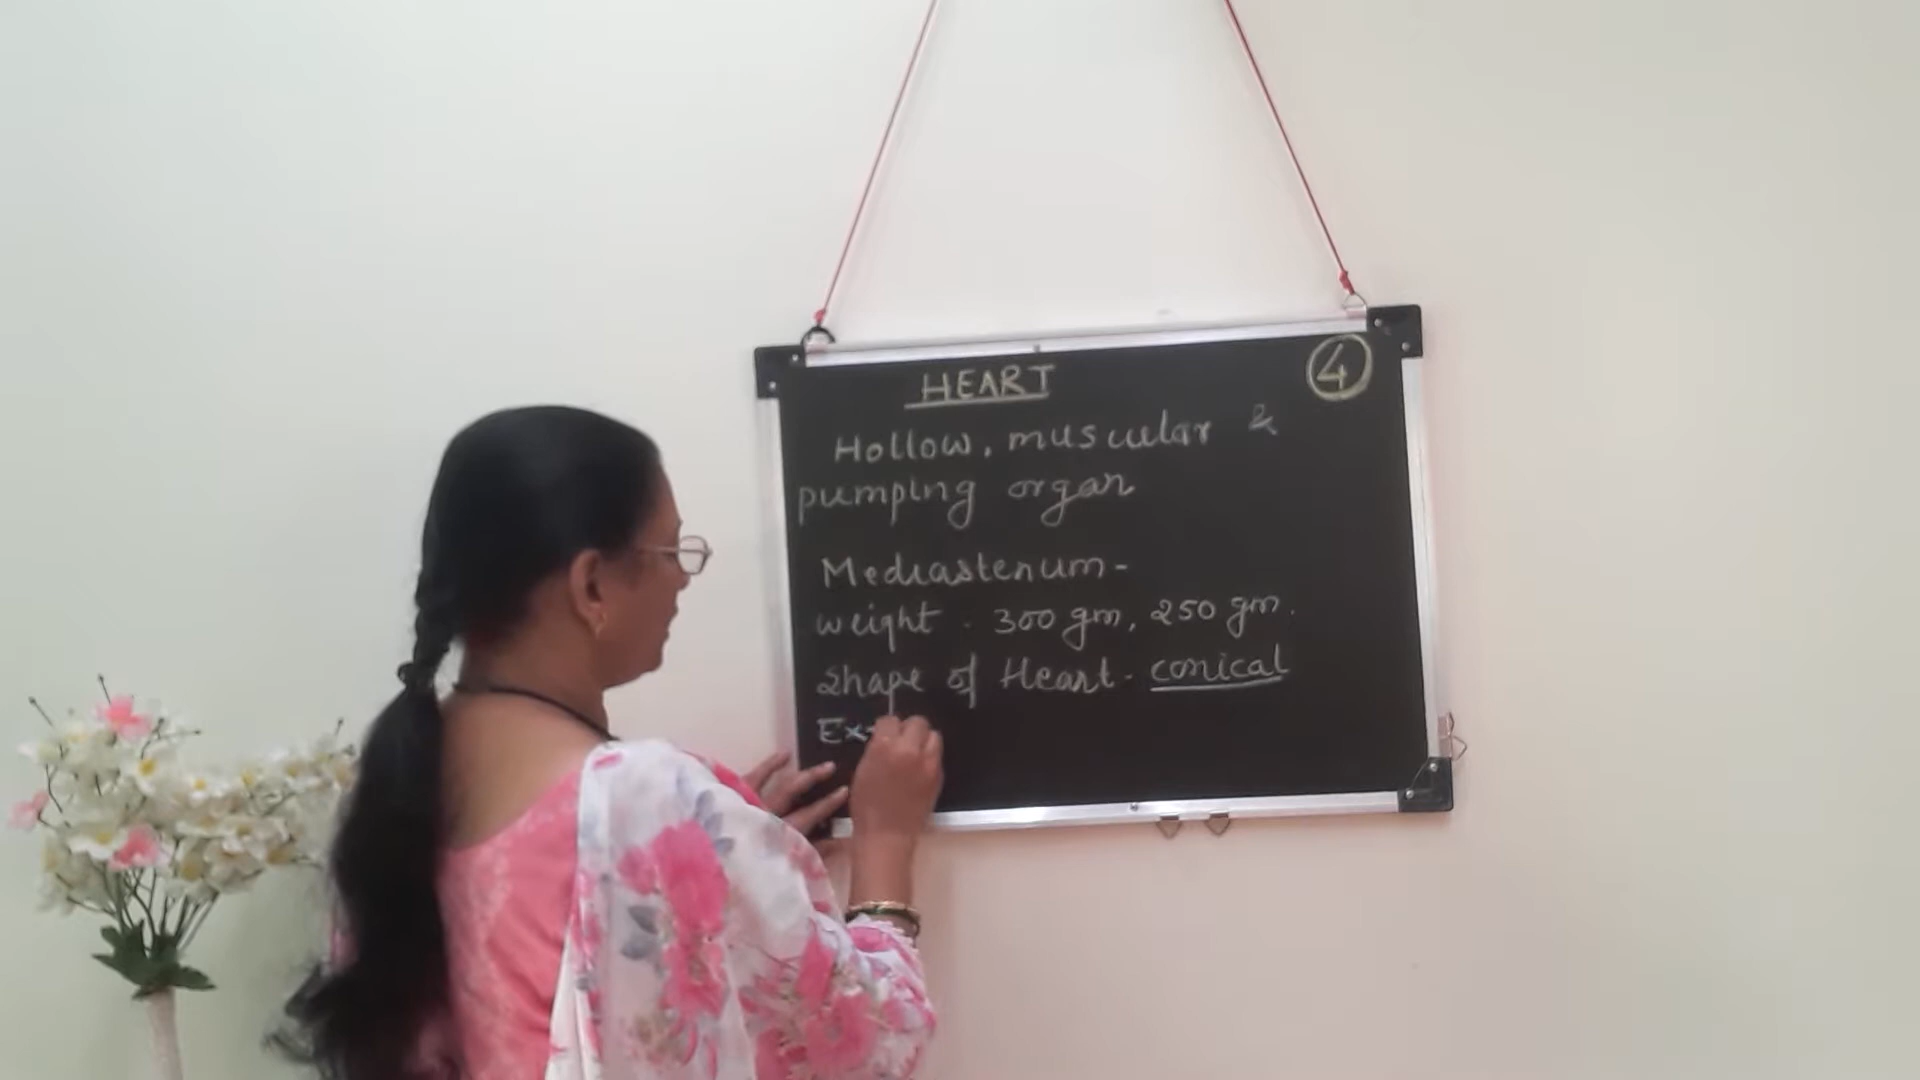 HEART
4
Hollow, muscular &
pumping organ
Mediastenum-
weight - 300 gm, 250 gm.
Shape of Heart - conical